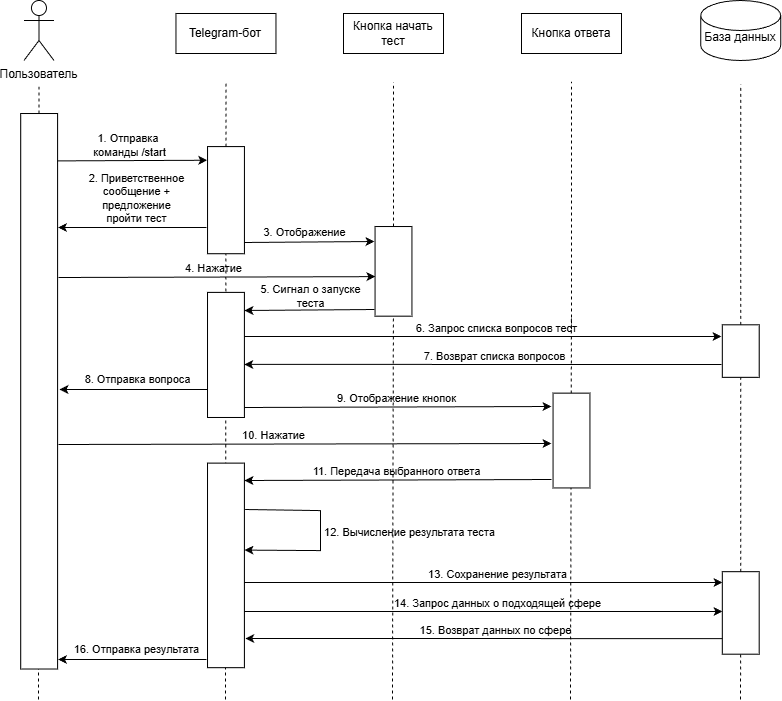 Пользователь
Telegram-бот
Кнопка начать
тест
Кнопка ответа
База данных
1. Отправка
команды /start
2. Приветственное
сообщение +
предложение
пройти тест
3. Отображение
4. Нажатие
5. Сигнал о запуске
теста
6. Запрос списка вопросов тест
7. Возврат списка вопросов
8. Отправка вопроса
9. Отображение кнопок
10. Нажатие
11. Передача выбранного ответа
12. Вычисление результата теста
13. Сохранение результата
14. Запрос данных о подходящей сфере
15. Возврат данных по сфере
16. Отправка результата